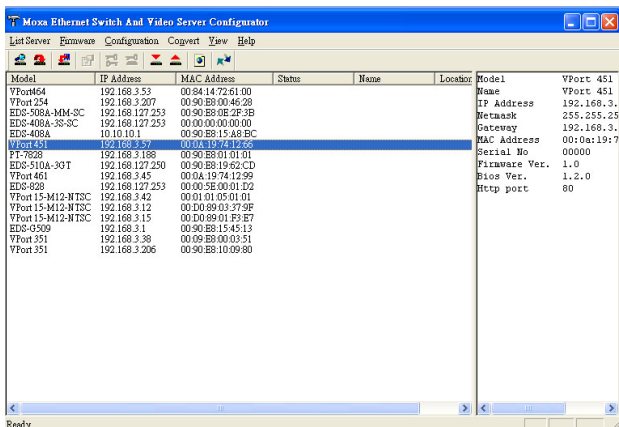 Moxa Ethernet Switch And Video Server Configurator
List Server Firmware Configuration Convert View Help
Model IP Address MAC Address Status Name Location
VPort464 192.168.3.53 00:84:14:72:61:00
VPort 254 192.168.3.207 00:90:E8:00:46:28
EDS-508A-MM-SC 192.168.127.253 00:90:E8:0E:2F:3B
EDS-408A-3S-SC 192.168.127.253 00:00:00:00:00:00
EDS-408A 10.10.10.1 00:90:E8:15:A8:BC
VPort 451 192.168.3.57 00:0A:19:74:12:66
PT-7828 192.168.3.188 00:90:E8:01:01:01
EDS-510A-3GT 192.168.127.250 00:90:E8:19:62:CD
VPort 461 192.168.3.45 00:0A:19:74:12:99
EDS-828 192.168.127.253 00:00:5E:00:01:D2
VPort 15-M12-NTSC 192.168.3.42 00:01:01:05:01:01
VPort 15-M12-NTSC 192.168.3.12 00:D0:89:03:37:9F
VPort 15-M12-NTSC 192.168.3.15 00:D0:89:01:F3:E7
EDS-G509 192.168.3.1 00:90:E8:15:45:13
VPort 351 192.168.3.38 00:09:E8:00:03:51
VPort 351 192.168.3.206 00:90:E8:10:09:80
Model VPort 451
Name VPort 451
IP Address 192.168.3.
Netmask 255.255.25
Gateway 192.168.3.
MAC Address 00:0a:19:7
Serial No 00000
Firmware Ver. 1.0
Bios Ver. 1.2.0
Http port 80
Ready